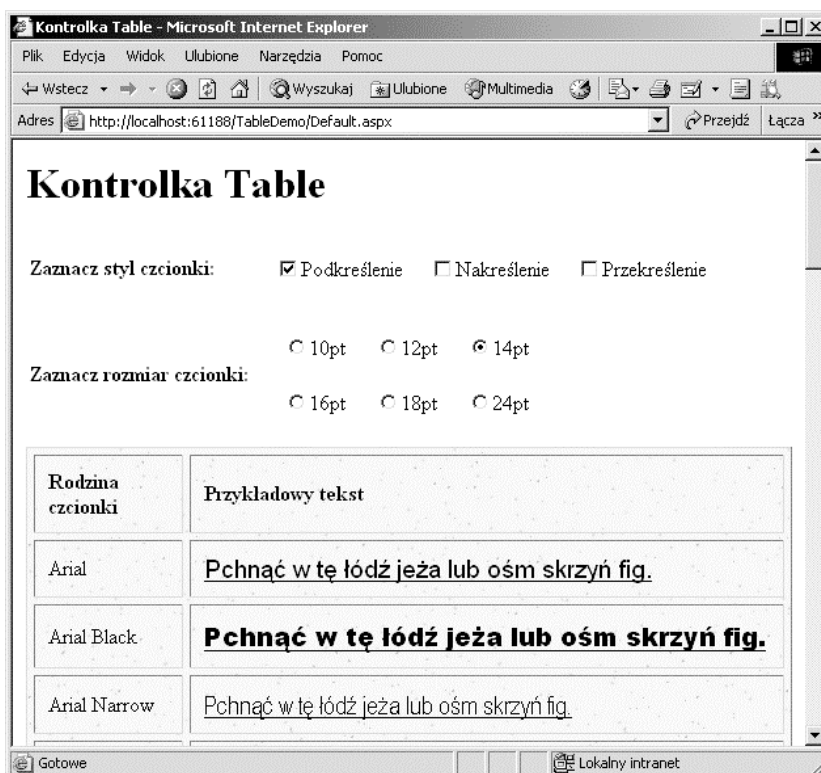 Kontrolka Table - Microsoft Internet Explorer
Plik Edycja Widok Ulubione Narzędzia Pomoc
Wstecz Wyszukaj Ulubione Multimedia
Adres http://localhost:61188/TableDemo/Default.aspx Przejdź Łącza »
Kontrolka Table
Zaznacz styl czcionki: Podkreślenie Nakreślenie Przekreślenie
10pt 12pt 14pt
Zaznacz rozmiar czcionki:
16pt 18pt 24pt
Rodzina
czcionki
Przykladowy tekst
Arial Pchnąć w tę łódź jeża lub ośm skrzyń fig.
Arial Black Pchnąć w tę łódź jeża lub ośm skrzyń fig.
Arial Narrow Pchnąć w tę łódź jeża lub ośm skrzyń fig.
Gotowe Lokalny intranet